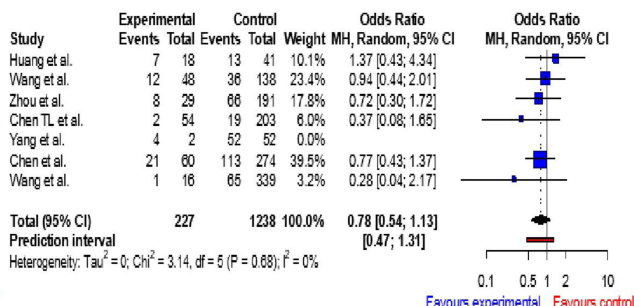 Experimental Control Odds Ratio Odds Ratio
Study Events Total Events Total Weight MH, Random, 95% CI MH, Random, 95% CI
Huang et al. 7 18 13 41 10.1% 1.37 [0.43; 4.34]
Wang et al. 12 48 36 138 23.4% 0.94 [0.44; 2.01]
Zhou et al. 8 29 66 191 17.8% 0.72 [0.30; 1.72]
Chen TL et al. 2 54 19 203 6.0% 0.37 [0.08; 1.65]
Yang et al. 4 2 52 52 0.0%
Chen et al. 21 60 113 274 39.5% 0.77 [0.43; 1.37]
Wang et al. 1 16 65 339 3.2% 0.28 [0.04; 2.17]
Total (95% CI) 227 1238 100.0% 0.78 [0.54; 1.13]
Prediction interval [0.47; 1.31]
Heterogeneity: Tau² = 0; Chi² = 3.14, df = 5 (P = 0.68); I² = 0%
0.1 0.5 1 2 10
Favours experimental Favours control